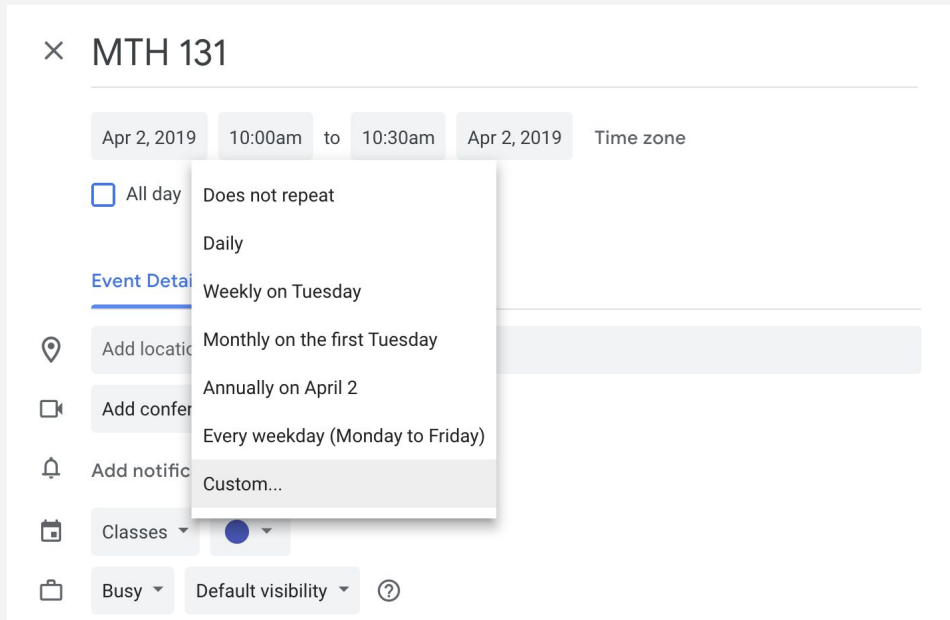 MTH 131
Apr 2, 2019 10:00am to 10:30am Apr 2, 2019 Time zone
All day
Does not repeat
Daily
Event Detai
Weekly on Tuesday
Monthly on the first Tuesday
Add locatio
Annually on April 2
Add confer
Every weekday (Monday to Friday)
Add notific
Custom...
Classes
Busy Default visibility ?